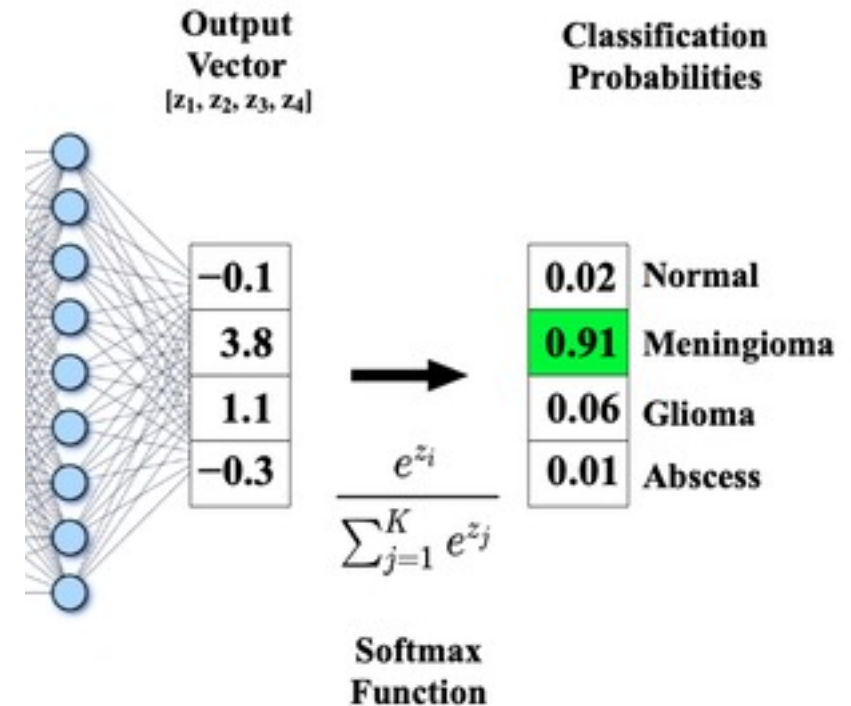 Output
Vector
[z₁, z₂, z₃, z₄]
Classification
Probabilities
−0.1
3.8
1.1
−0.3
e^{z_i}
∑_{j=1}^{K} e^{z_j}
0.02 Normal
0.91 Meningioma
0.06 Glioma
0.01 Abscess
Softmax
Function